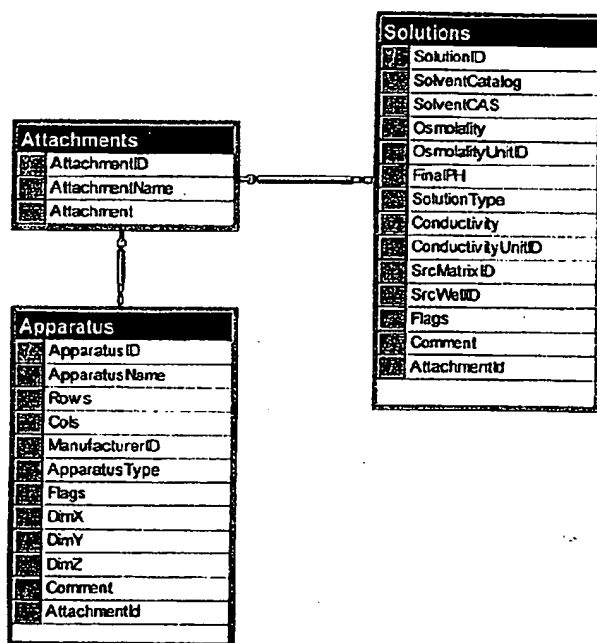 Attachments
AttachmentID
AttachmentName
Attachment
Solutions
SolutionID
SolventCatalog
SolventCAS
Osmolality
OsmolalityUnitID
FinalPH
SolutionType
Conductivity
ConductivityUnitID
SrcMatrixID
SrcWellID
Flags
Comment
AttachmentId
Apparatus
ApparatusID
ApparatusName
Rows
Cols
ManufacturerID
ApparatusType
Flags
DimX
DimY
DimZ
Comment
AttachmentId